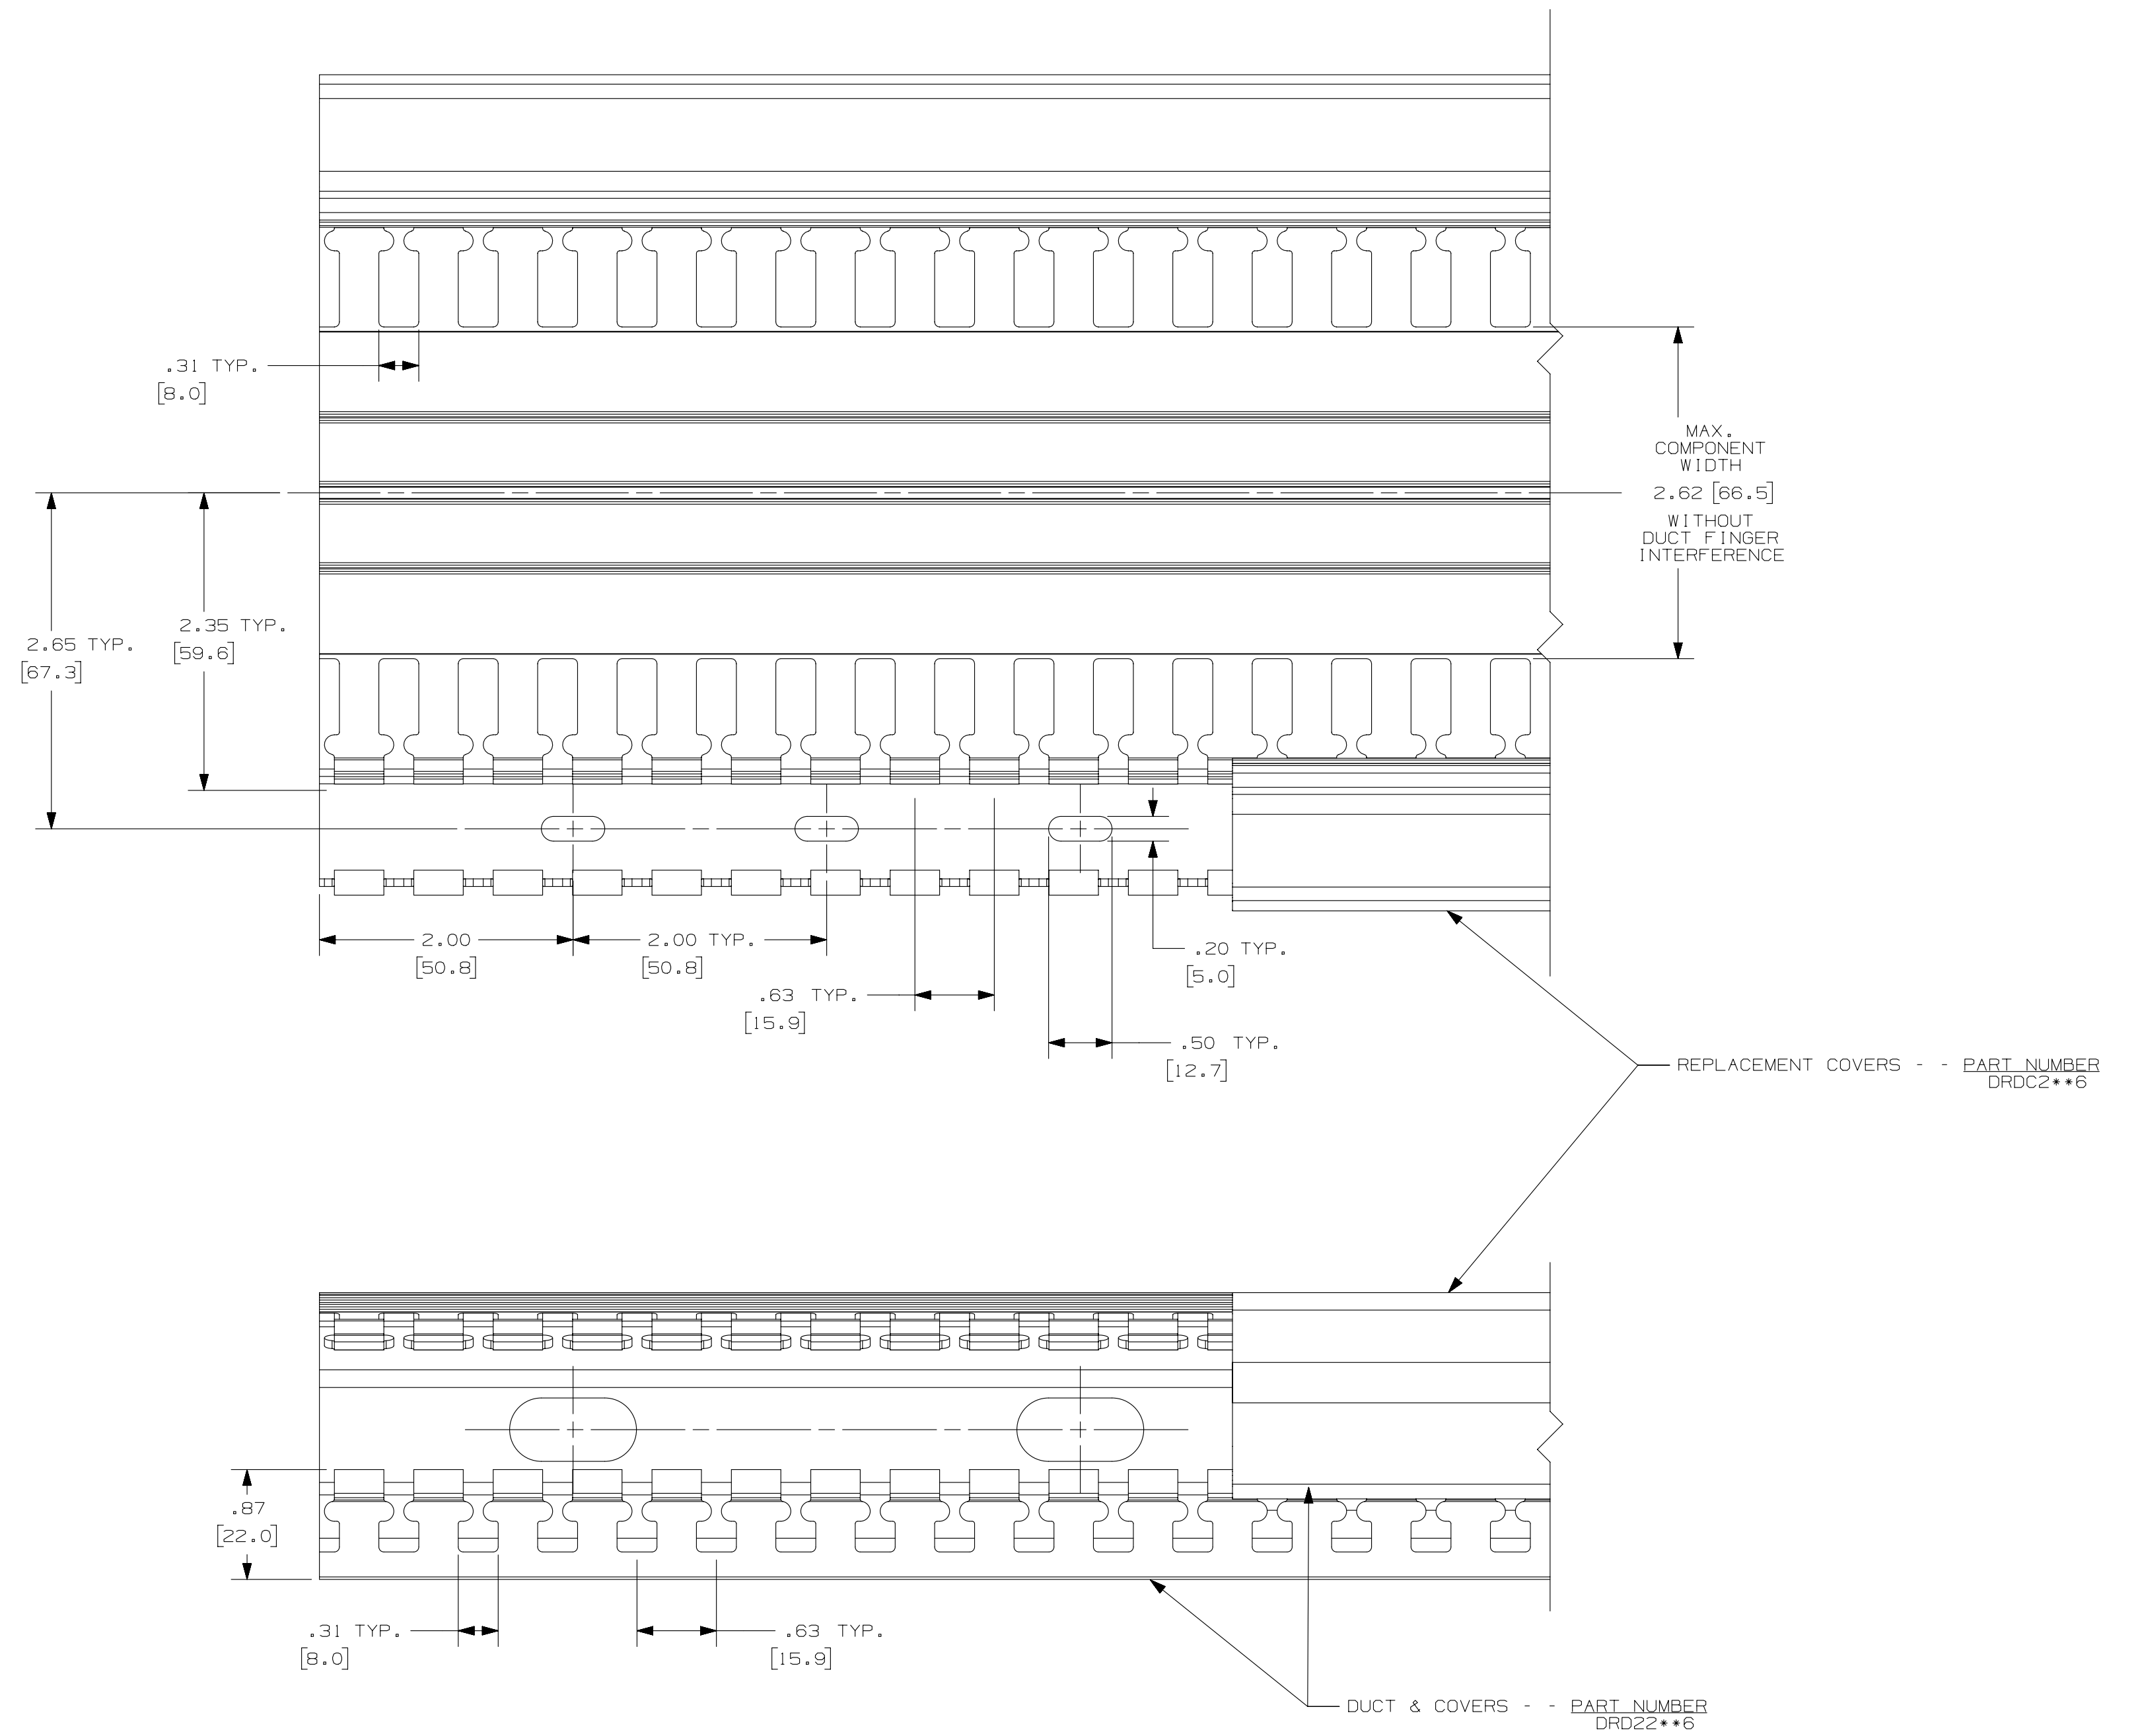 .31 TYP.
[8.0]
MAX.
COMPONENT
WIDTH
2.62 [66.5]
WITHOUT
DUCT FINGER
INTERFERENCE
2.65 TYP.
[67.3]
2.35 TYP.
[59.6]
2.00
[50.8]
2.00 TYP.
[50.8]
.20 TYP.
[5.0]
.63 TYP.
[15.9]
.50 TYP.
[12.7]
REPLACEMENT COVERS - - PART NUMBER
DRDC2**6
.87
[22.0]
.31 TYP.
[8.0]
.63 TYP.
[15.9]
DUCT & COVERS - - PART NUMBER
DRD22**6